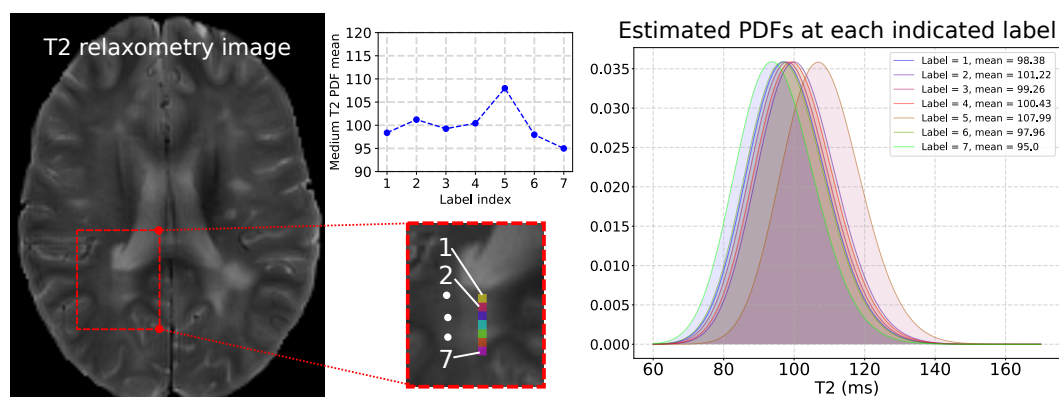 T2 relaxometry image
Medium T2 PDF mean
120
115
110
105
100
95
90
1 2 3 4 5 6 7
Label index
1
2
7
Estimated PDFs at each indicated label
0.035
0.030
0.025
0.020
0.015
0.010
0.005
0.000
Label = 1, mean = 98.38
Label = 2, mean = 101.22
Label = 3, mean = 99.26
Label = 4, mean = 100.43
Label = 5, mean = 107.99
Label = 6, mean = 97.96
Label = 7, mean = 95.0
60 80 100 120 140 160
T2 (ms)